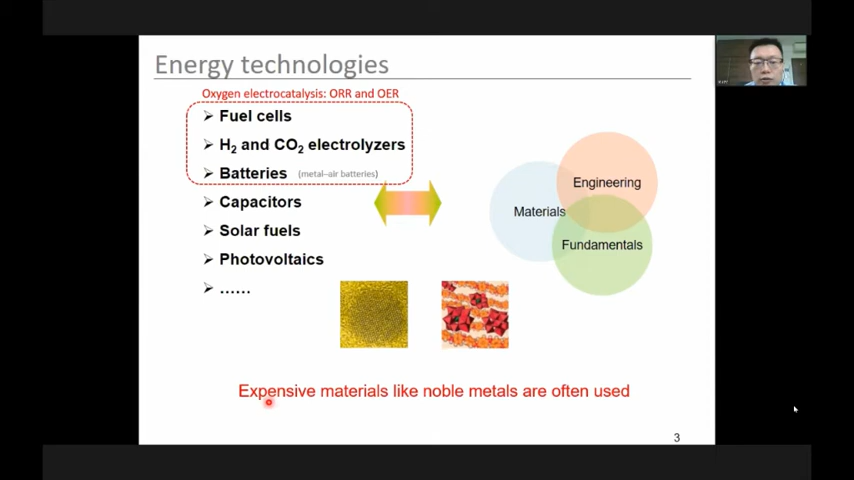 Energy technologies
Oxygen electrocatalysis: ORR and OER
➢ Fuel cells
➢ H₂ and CO₂ electrolyzers
➢ Batteries (metal–air batteries)
➢ Capacitors
➢ Solar fuels
➢ Photovoltaics
➢ ……
Engineering
Materials
Fundamentals
Expensive materials like noble metals are often used
3